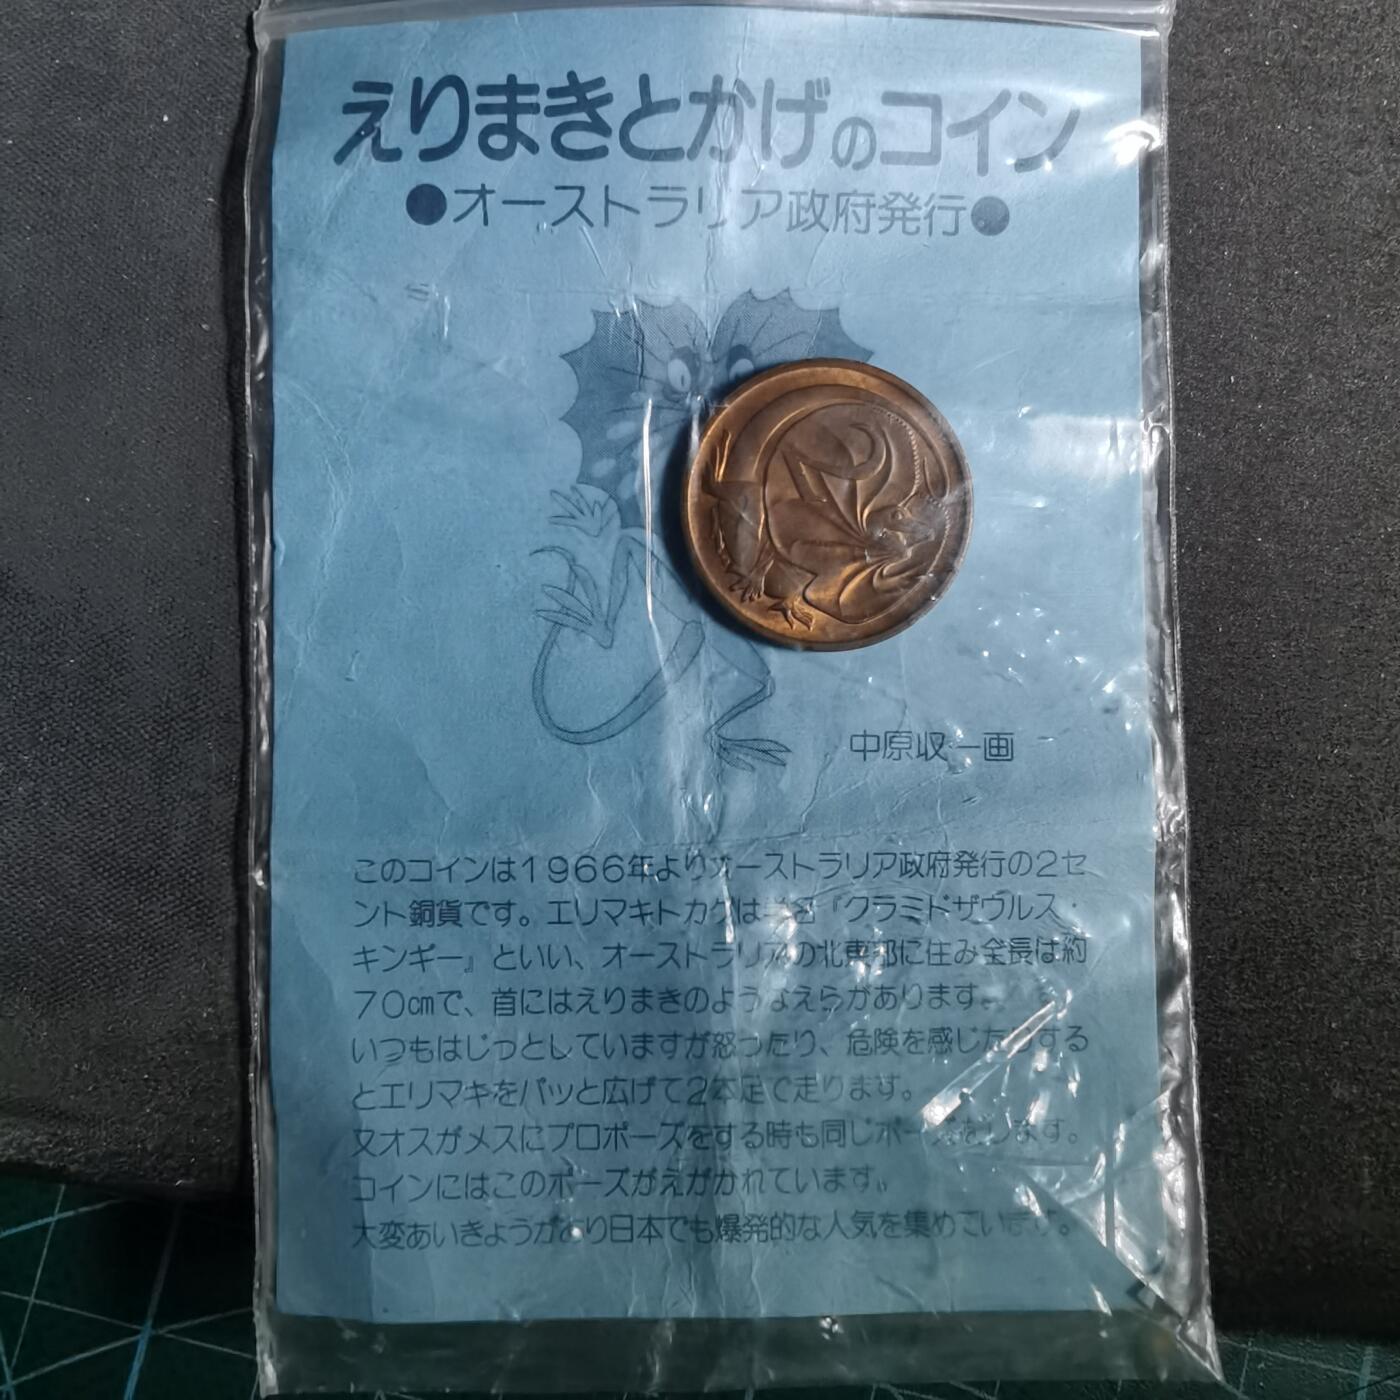 えりまきとかげのコイン
●オーストラリア政府発行●
2
中原収一画
このコインは1966年よりオーストラリア政府発行の2セ
ント銅貨です。エリマキトカゲは学名『クラミドザウルス・
キンギー』といい、オーストラリアの北東部に住み全長は約
70㎝で、首にはえりまきのようなえらがあります。
いつもはじっとしていますが怒ったり、危険を感じたりする
とエリマキをパッと広げて2本足で走ります。
又オスがメスにプロポーズをする時も同じポーズをします。
コインにはこのポーズがえがかれています。
大変あいきょうがあり日本でも爆発的な人気を集めています。